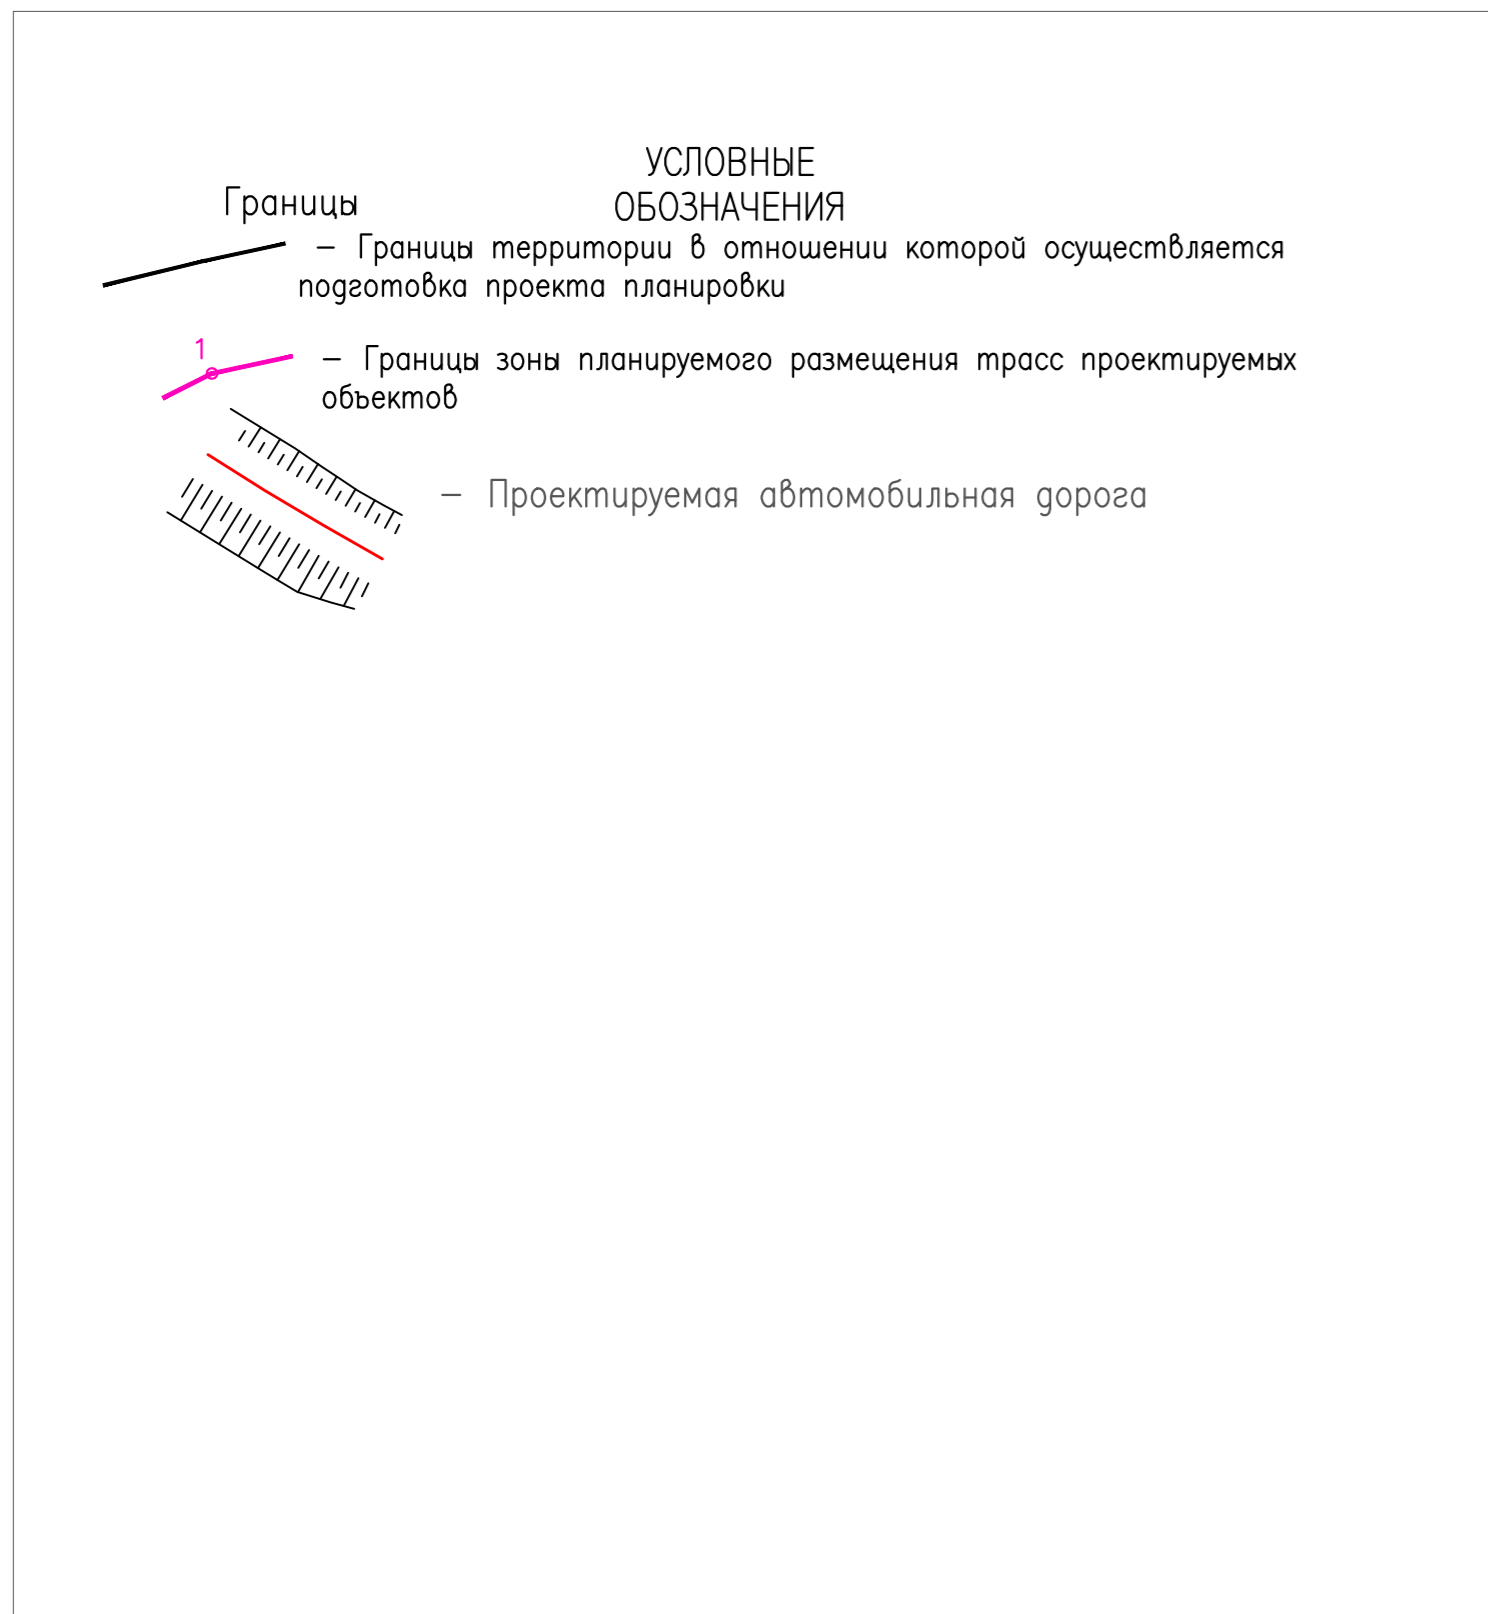 УСЛОВНЫЕ
ОБОЗНАЧЕНИЯ
Границы
– Границы территории в отношении которой осуществляется
подготовка проекта планировки
1
– Границы зоны планируемого размещения трасс проектируемых
объектов
– Проектируемая автомобильная дорога